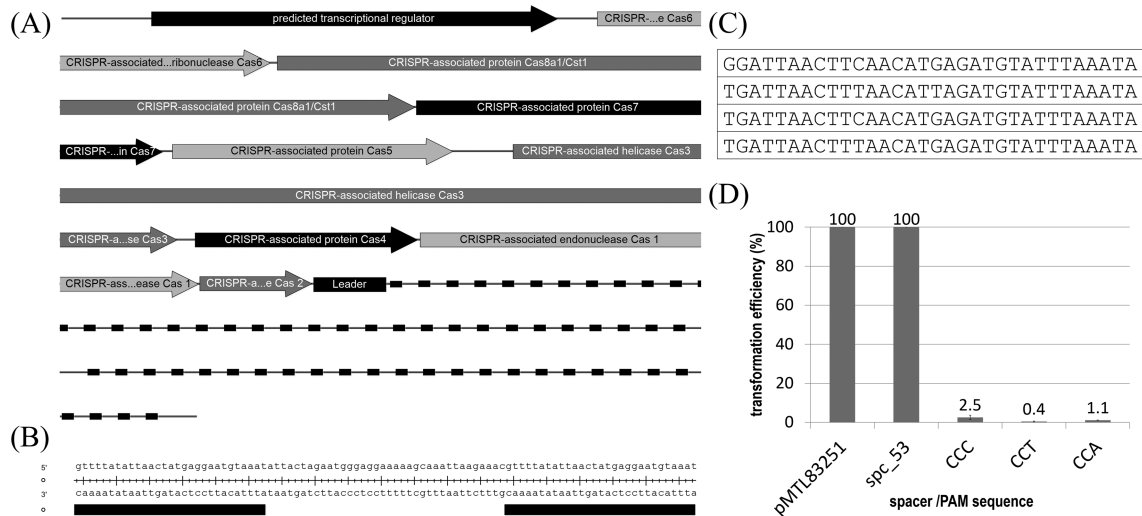 (A)
predicted transcriptional regulator
CRISPR-...e Cas6
CRISPR-associated...ribonuclease Cas6
CRISPR-associated protein Cas8a1/Cst1
CRISPR-associated protein Cas8a1/Cst1
CRISPR-associated protein Cas7
CRISPR-...in Cas7
CRISPR-associated protein Cas5
CRISPR-associated helicase Cas3
CRISPR-associated helicase Cas3
CRISPR-a...se Cas3
CRISPR-associated protein Cas4
CRISPR-associated endonuclease Cas 1
CRISPR-ass...ease Cas 1
CRISPR-a...e Cas 2
Leader
(B)
5' gttttatattaactatgaggaatgtaaatattactagaatgggaggaaaaagcaaattaagaaacgttttatattaactatgaggaatgtaaat
3' caaaatataattgatactccttacatttataatgatcttaccctcctttttcgtttaattctttgcaaaatataattgatactccttacattta
(C)
GGATTAACTTCAACATGAGATGTATTTAAATA
TGATTAACTTTAACATTAGATGTATTTAAATA
TGATTAACTTCAACATGAGATGTATTTAAATA
TGATTAACTTTAACATGAGATGTATTTAAATA
(D)
transformation efficiency (%)
100
80
60
40
20
0
100
100
2.5
0.4
1.1
pMTL83251
spc_53
CCC
CCT
CCA
spacer /PAM sequence